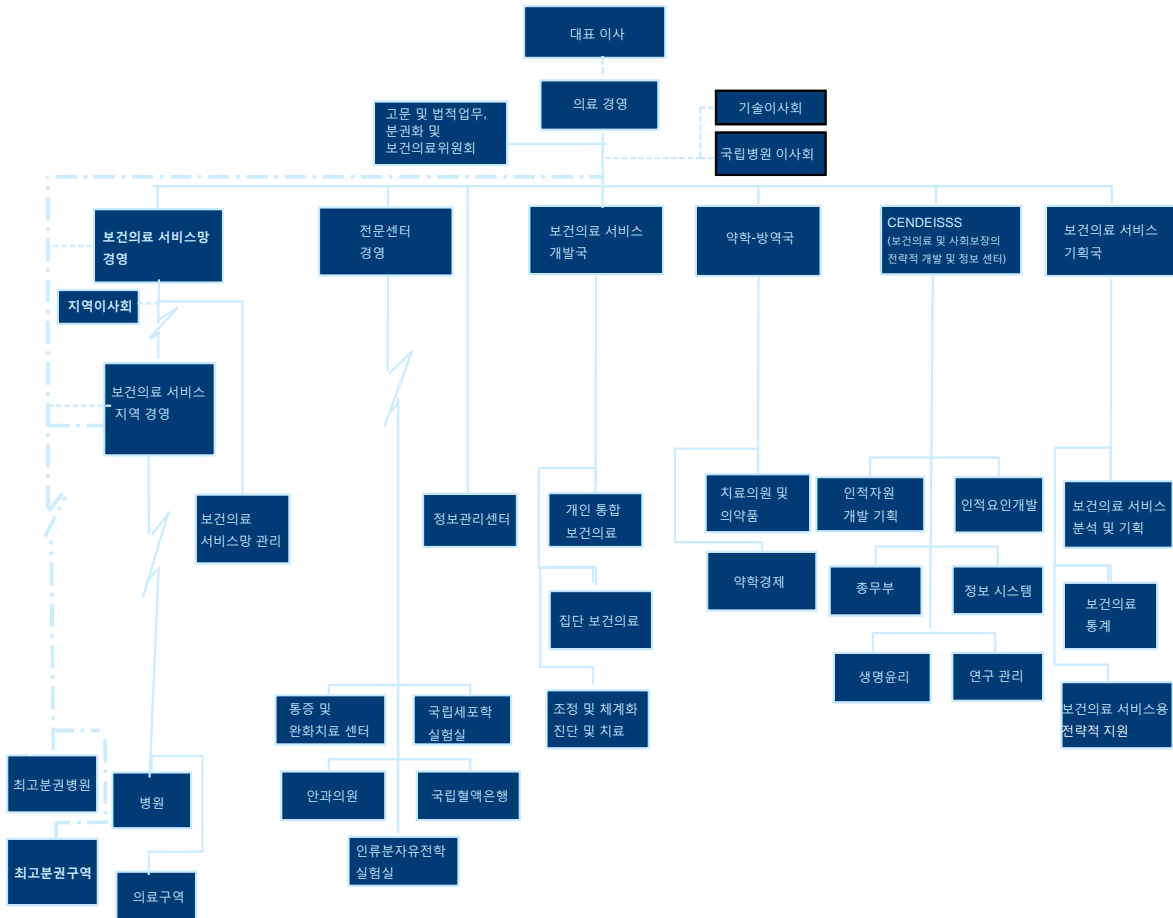 대표 이사
의료 경영
고문 및 법적업무,
분권화 및
보건의료위원회
기술이사회
국립병원 이사회
보건의료 서비스망
경영
전문센터
경영
보건의료 서비스
개발국
약학-방역국
CENDEISSS
(보건의료 및 사회보장의
전략적 개발 및 정보 센터)
보건의료 서비스
기획국
지역이사회
보건의료 서비스
지역 경영
보건의료
서비스망 관리
정보관리센터
개인 통합
보건의료
치료의원 및
의약품
인적자원
개발 기획
인적요인개발
보건의료 서비스
분석 및 기획
약학경제
총무부
정보 시스템
보건의료
통계
집단 보건의료
생명윤리
연구 관리
통증 및
완화치료 센터
국립세포학
실험실
조정 및 체계화
진단 및 치료
보건의료 서비스용
전략적 지원
최고분권병원
병원
안과의원
국립혈액은행
최고분권구역
의료구역
인류분자유전학
실험실